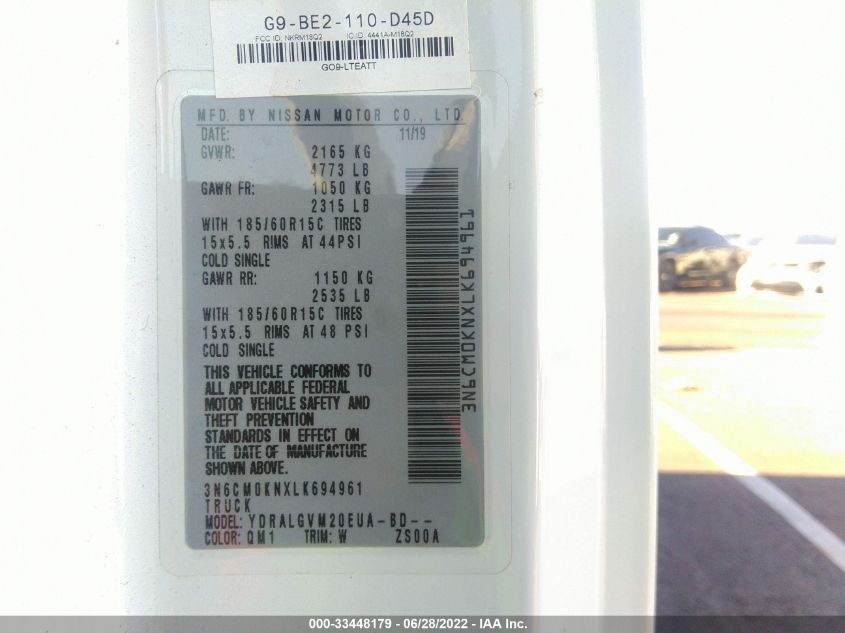 G9-BE2-110-D45D
FCC ID: NKRM18Q2 IC ID: 4441A-M18Q2
GO9-LTEATT
MFD. BY NISSAN MOTOR CO., LTD.
DATE: 11/19
GVWR: 2165 KG
4773 LB
GAWR FR: 1050 KG
2315 LB
WITH 185/60R15C TIRES
15x5.5 RIMS AT 44PSI
COLD SINGLE
GAWR RR: 1150 KG
2535 LB
WITH 185/60R15C TIRES
15x5.5 RIMS AT 48 PSI
COLD SINGLE
THIS VEHICLE CONFORMS TO
ALL APPLICABLE FEDERAL
MOTOR VEHICLE SAFETY AND
THEFT PREVENTION
STANDARDS IN EFFECT ON
THE DATE OF MANUFACTURE
SHOWN ABOVE.
3N6CM0KNXLK694961
TRUCK
MODEL: YDRALGVM20EUA-BD--
COLOR: QM1 TRIM: W ZS00A
3N6CM0KNXLK694961
000-33448179 - 06/28/2022 - IAA Inc.